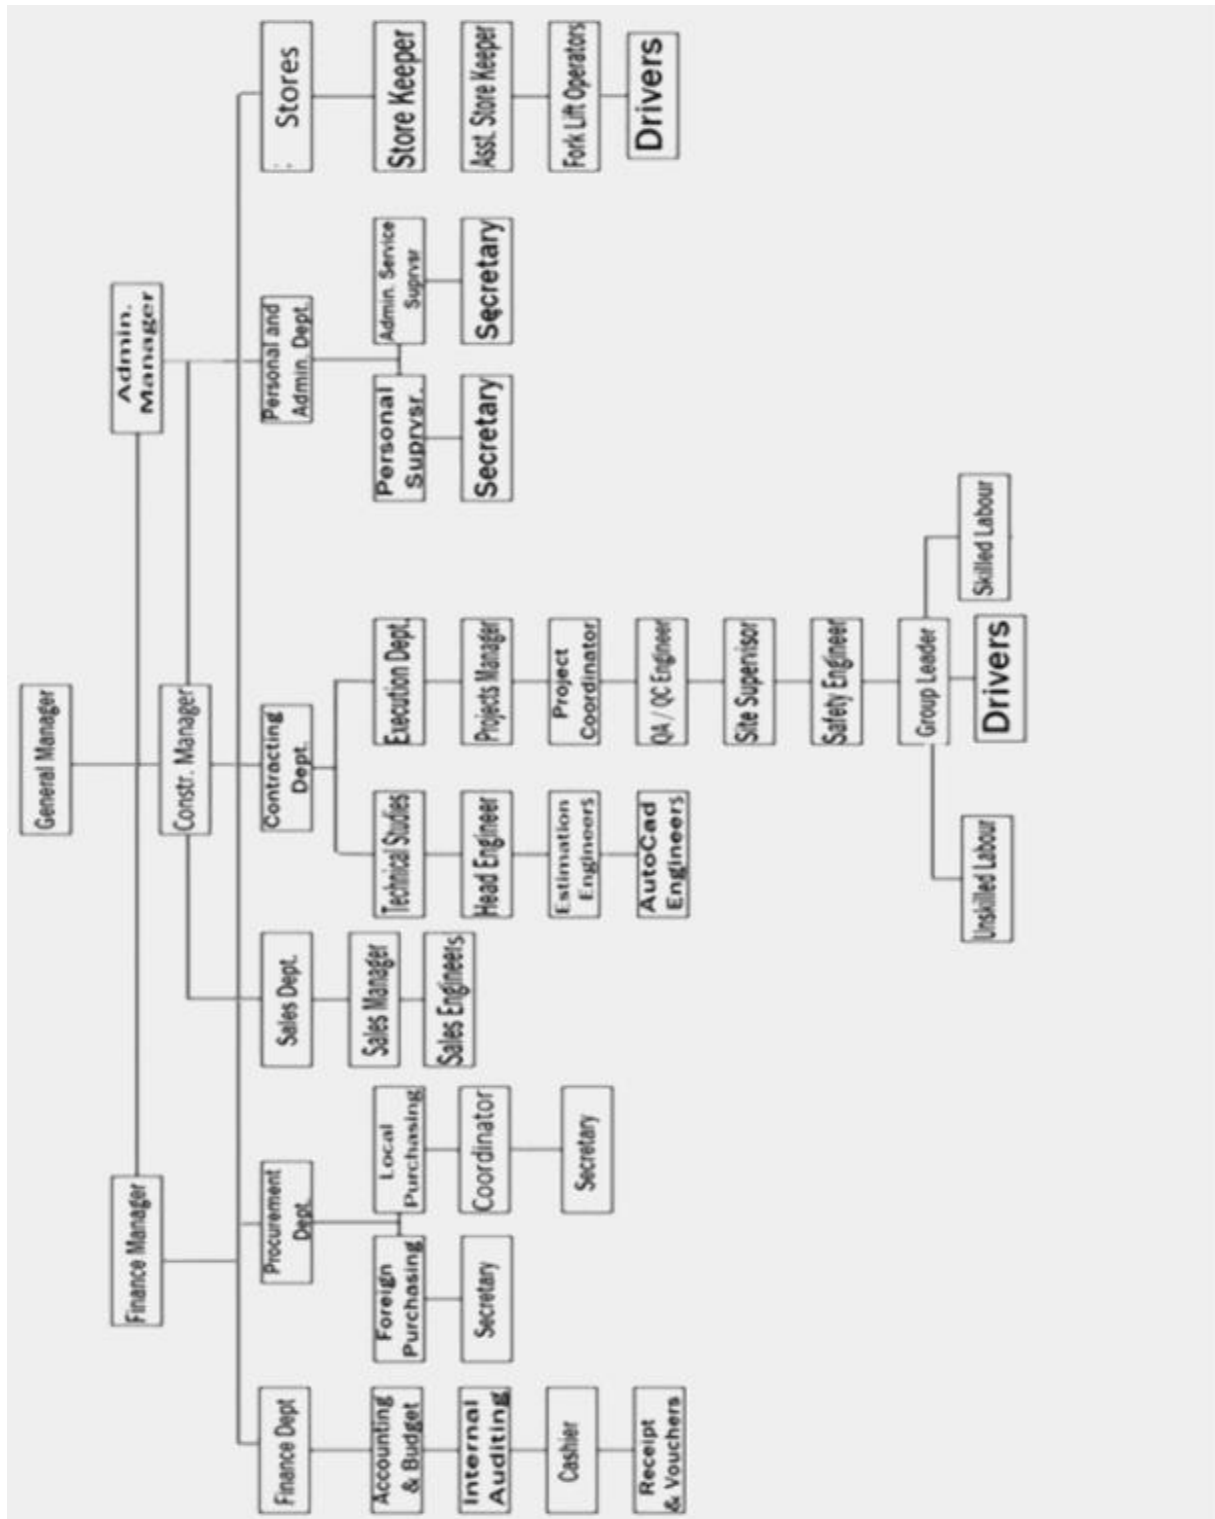 General Manager
Finance Manager
Admin.
Manager
Constr. Manager
Finance Dept
Procurement
Dept.
Sales Dept.
Contracting
Dept.
Personal and
Admin. Dept.
: Stores
Accounting
& Budget
Foreign
Purchasing
Local
Purchasing
Sales Manager
Technical Studies
Execution Dept.
Personal
Suprvsr.
Admin. Service
Suprvsr
Store Keeper
Internal
Auditing
Secretary
Coordinator
Sales Engineers
Head Engineer
Projects Manager
Secretary
Secretary
Asst. Store Keeper
Cashier
Secretary
Estimation
Engineers
Project
Coordinator
Fork Lift Operators
Receipt
& Vouchers
AutoCad
Engineers
QA / QC Engineer
Drivers
Site Supervisor
Safety Engineer
Group Leader
Unskilled Labour
Drivers
Skilled Labour